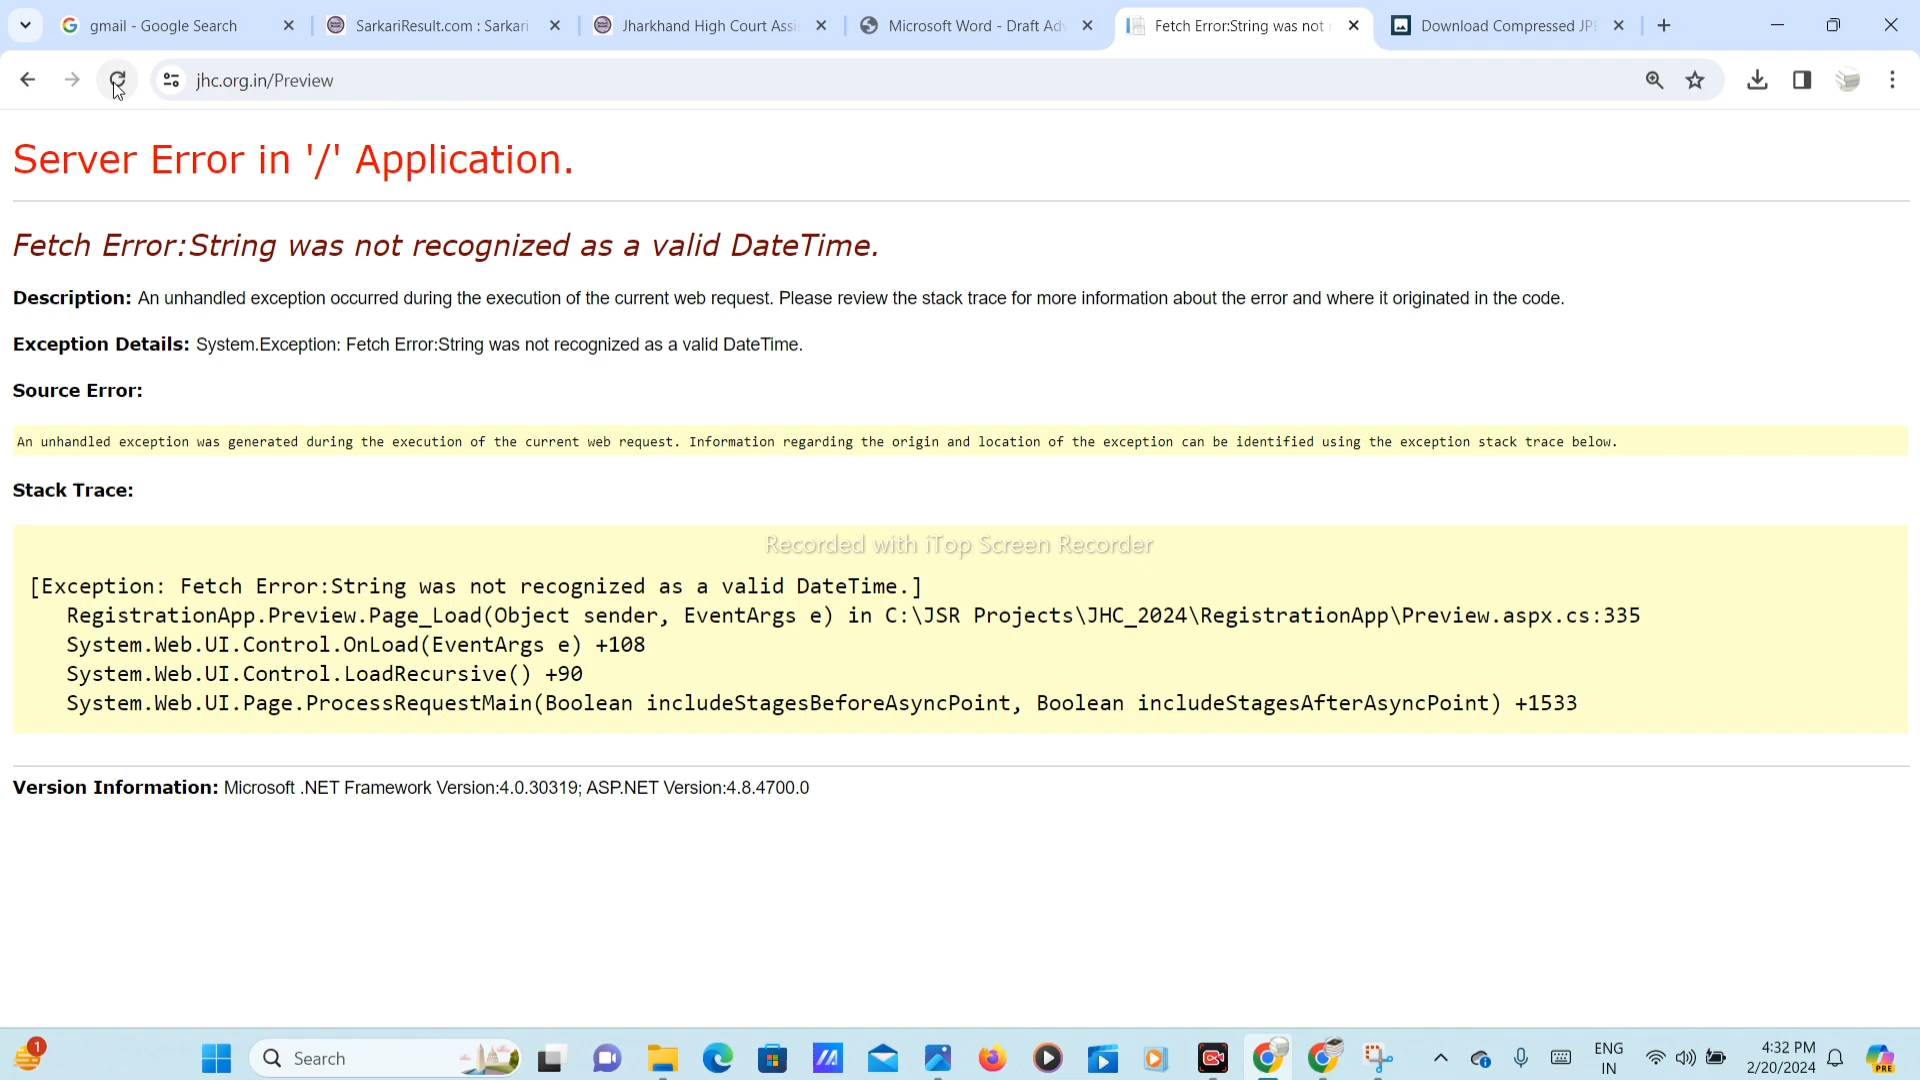 gmail - Google Search
SarkariResult.com : Sarkari
Jharkhand High Court Assi
Microsoft Word - Draft Adv
Fetch Error:String was not r
Download Compressed JPE
jhc.org.in/Preview
Server Error in '/' Application.
Fetch Error:String was not recognized as a valid DateTime.
Description: An unhandled exception occurred during the execution of the current web request. Please review the stack trace for more information about the error and where it originated in the code.
Exception Details: System.Exception: Fetch Error:String was not recognized as a valid DateTime.
Source Error:
An unhandled exception was generated during the execution of the current web request. Information regarding the origin and location of the exception can be identified using the exception stack trace below.
Stack Trace:
Recorded with iTop Screen Recorder
[Exception: Fetch Error:String was not recognized as a valid DateTime.]
RegistrationApp.Preview.Page_Load(Object sender, EventArgs e) in C:\JSR Projects\JHC_2024\RegistrationApp\Preview.aspx.cs:335
System.Web.UI.Control.OnLoad(EventArgs e) +108
System.Web.UI.Control.LoadRecursive() +90
System.Web.UI.Page.ProcessRequestMain(Boolean includeStagesBeforeAsyncPoint, Boolean includeStagesAfterAsyncPoint) +1533
Version Information: Microsoft .NET Framework Version:4.0.30319; ASP.NET Version:4.8.4700.0
1
Search
ENG
IN
4:32 PM
2/20/2024
PRE